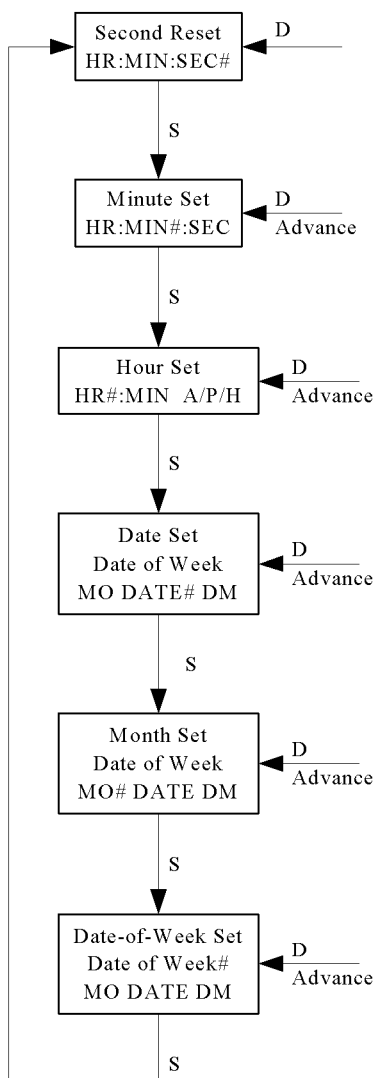 Second Reset
HR:MIN:SEC#
D
S
Minute Set
HR:MIN#:SEC
D
Advance
S
Hour Set
HR#:MIN A/P/H
D
Advance
S
Date Set
Date of Week
MO DATE# DM
D
Advance
S
Month Set
Date of Week
MO# DATE DM
D
Advance
S
Date-of-Week Set
Date of Week#
MO DATE DM
D
Advance
S